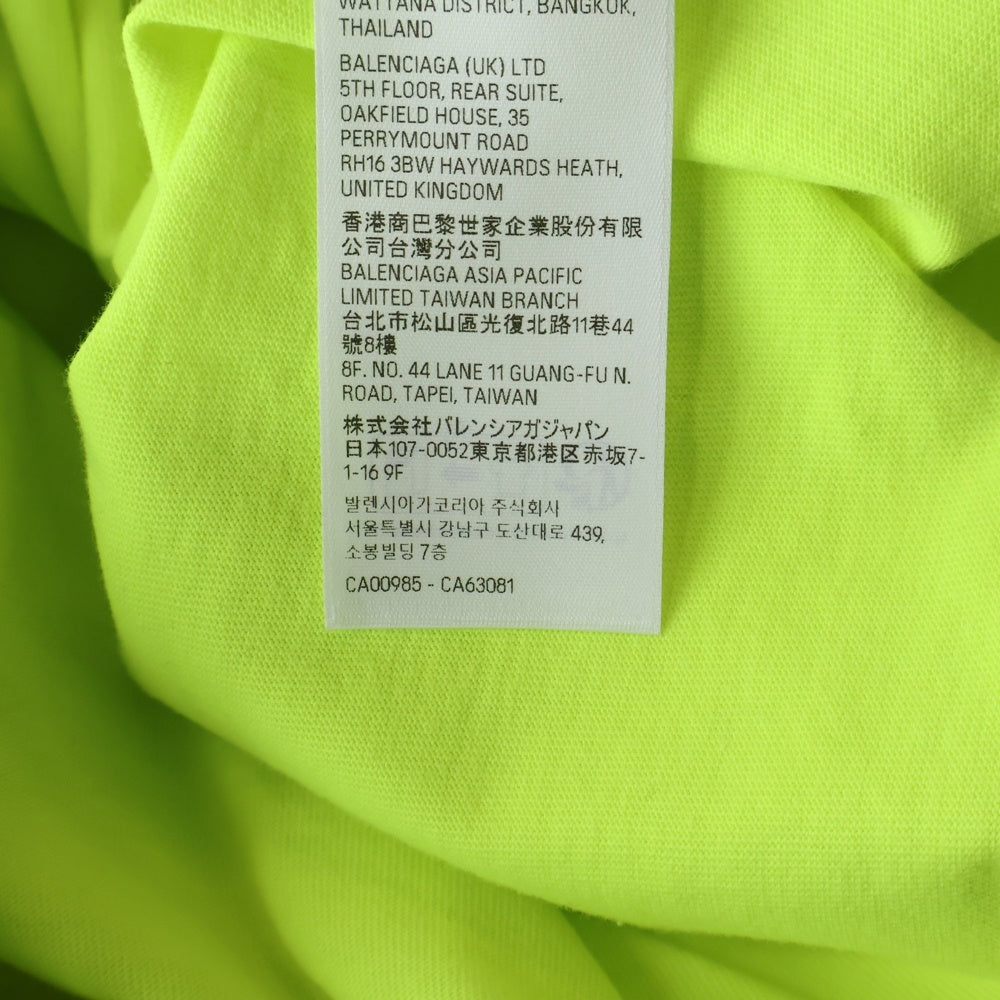 WATTANA DISTRICT, BANGKOK,
THAILAND
BALENCIAGA (UK) LTD
5TH FLOOR, REAR SUITE,
OAKFIELD HOUSE, 35
PERRYMOUNT ROAD
RH16 3BW HAYWARDS HEATH,
UNITED KINGDOM
香港商巴黎世家企業股份有限
公司台灣分公司
BALENCIAGA ASIA PACIFIC
LIMITED TAIWAN BRANCH
台北市松山區光復北路11巷44
號8樓
8F. NO. 44 LANE 11 GUANG-FU N.
ROAD, TAPEI, TAIWAN
株式会社バレンシアガジャパン
日本107-0052東京都港区赤坂7-
1-16 9F
발렌시아가코리아 주식회사
서울특별시 강남구 도산대로 439,
소봉빌딩 7층
CA00985 - CA63081